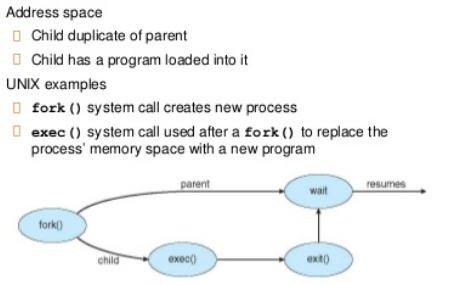 Address space
Child duplicate of parent
Child has a program loaded into it
UNIX examples
fork() system call creates new process
exec() system call used after a fork() to replace the
process' memory space with a new program
parent
resumes
wait
fork()
child
exec()
exit()